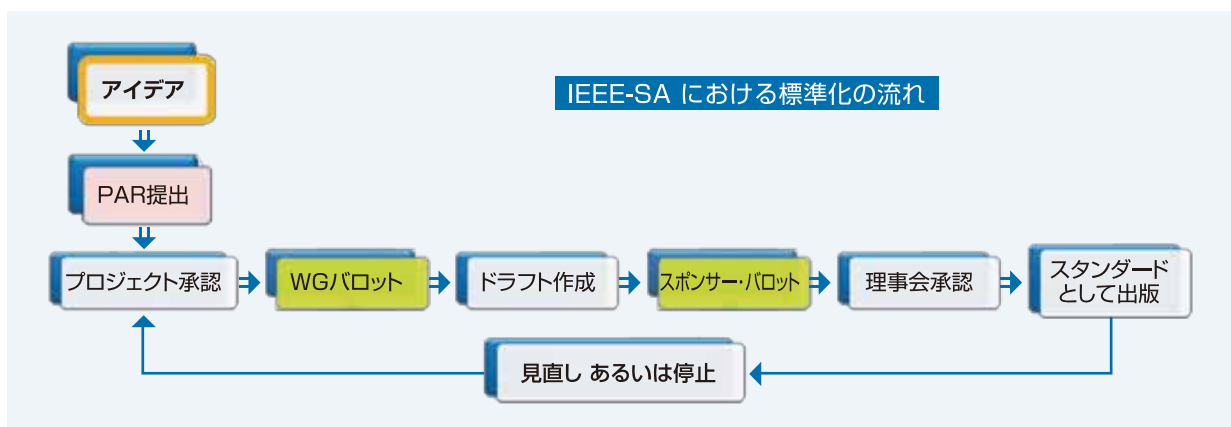 アイデア
IEEE-SA における標準化の流れ
PAR提出
プロジェクト承認
WGバロット
ドラフト作成
スポンサー・バロット
理事会承認
スタンダード
として出版
見直し あるいは停止